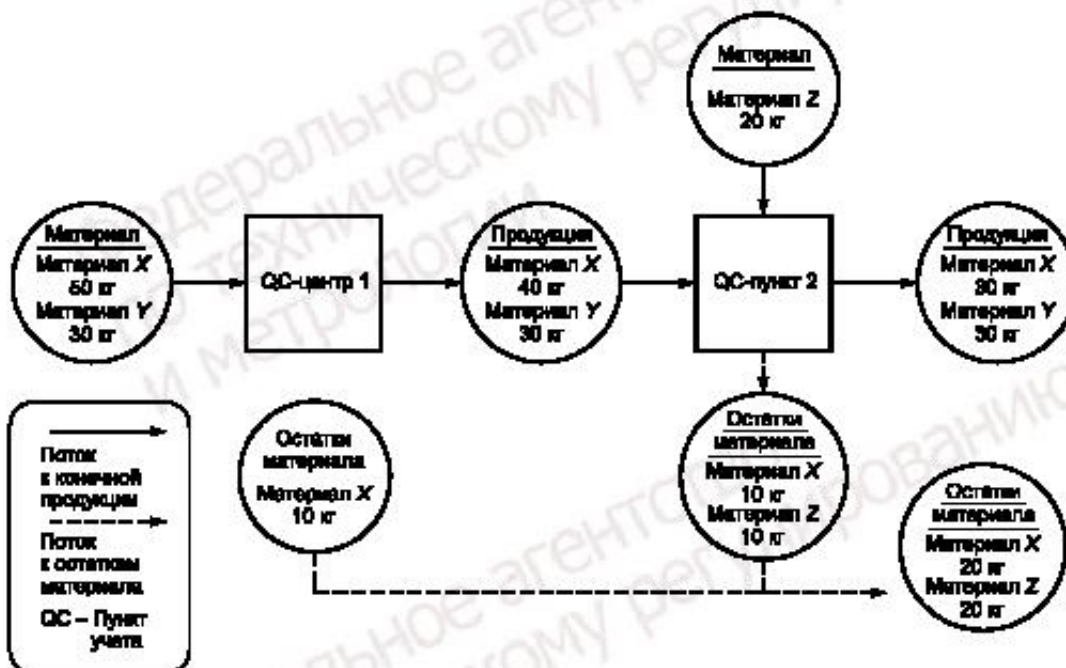 Материал
Материал Z
20 кг
Материал
Материал X
50 кг
Материал Y
30 кг
QC-центр 1
Продукция
Материал X
40 кг
Материал Y
30 кг
QC-пункт 2
Продукция
Материал X
30 кг
Материал Y
30 кг
Поток
к конечной
продукции
Поток
к остаткам
материала
QC – Пункт
учета
Остатки
материала
Материал X
10 кг
Остатки
материала
Материал X
10 кг
Материал Z
10 кг
Остатки
материала
Материал X
20 кг
Материал Z
20 кг